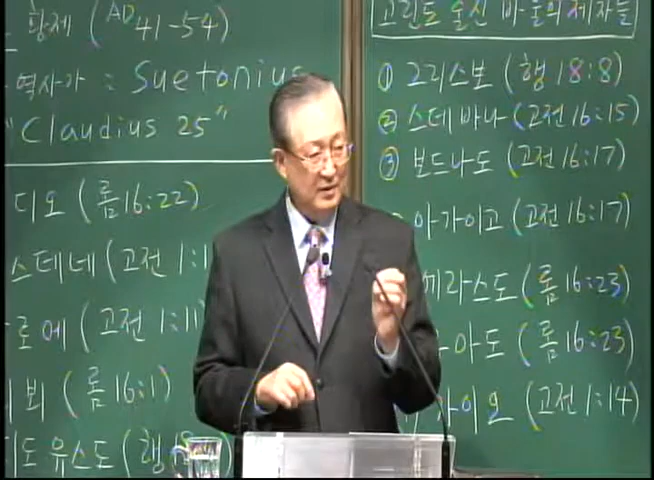 황제 (AD 41-54)
역사가 : Suetonius
"Claudius 25"
디오 (롬 16:22)
스데네 (고전 1:1
로에 (고전 1:11
뵈 (롬 16:1)
디도 유스도 (행
고린도 출신 바울의 제자들
① 그리스보 (행 18:8)
② 스데바나 (고전 16:15)
③ 브드나도 (고전 16:17)
아가이고 (고전 16:17)
에라스도 (롬 16:23)
아도 (롬 16:23)
가이오 (고전 1:14)